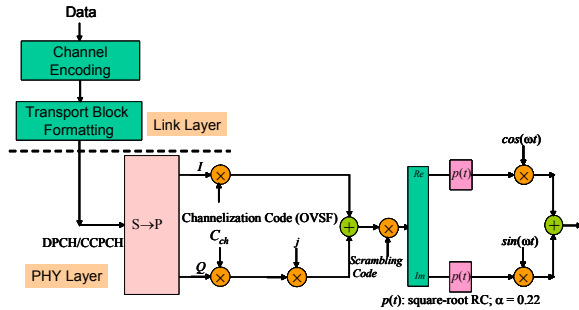 Data
Channel
Encoding
Transport Block
Formatting
Link Layer
DPCH/CCPCH
PHY Layer
S→P
I
Channelization Code (OVSF)
C_ch
Q
j
+
Scrambling
Code
Re
Im
p(t)
p(t)
cos(ωt)
sin(ωt)
+
p(t): square-root RC; α = 0.22